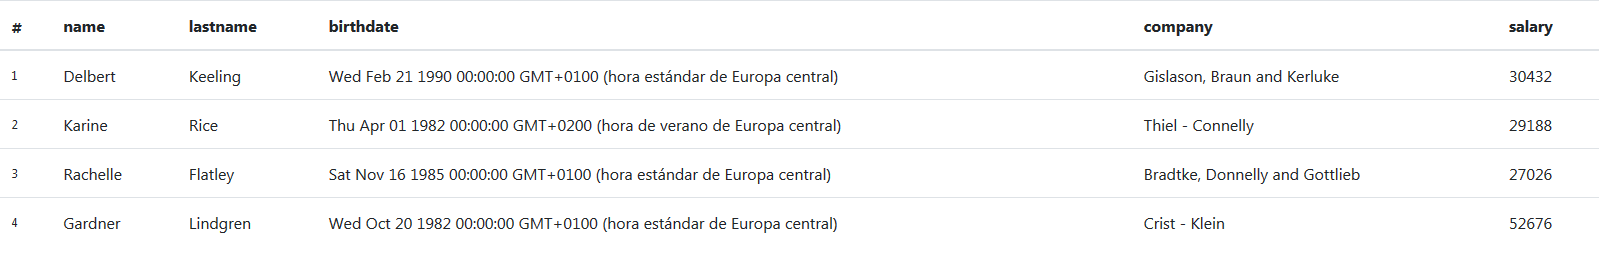 # name lastname birthdate company salary
1 Delbert Keeling Wed Feb 21 1990 00:00:00 GMT+0100 (hora estándar de Europa central) Gislason, Braun and Kerluke 30432
2 Karine Rice Thu Apr 01 1982 00:00:00 GMT+0200 (hora de verano de Europa central) Thiel - Connelly 29188
3 Rachelle Flatley Sat Nov 16 1985 00:00:00 GMT+0100 (hora estándar de Europa central) Bradtke, Donnelly and Gottlieb 27026
4 Gardner Lindgren Wed Oct 20 1982 00:00:00 GMT+0100 (hora estándar de Europa central) Crist - Klein 52676